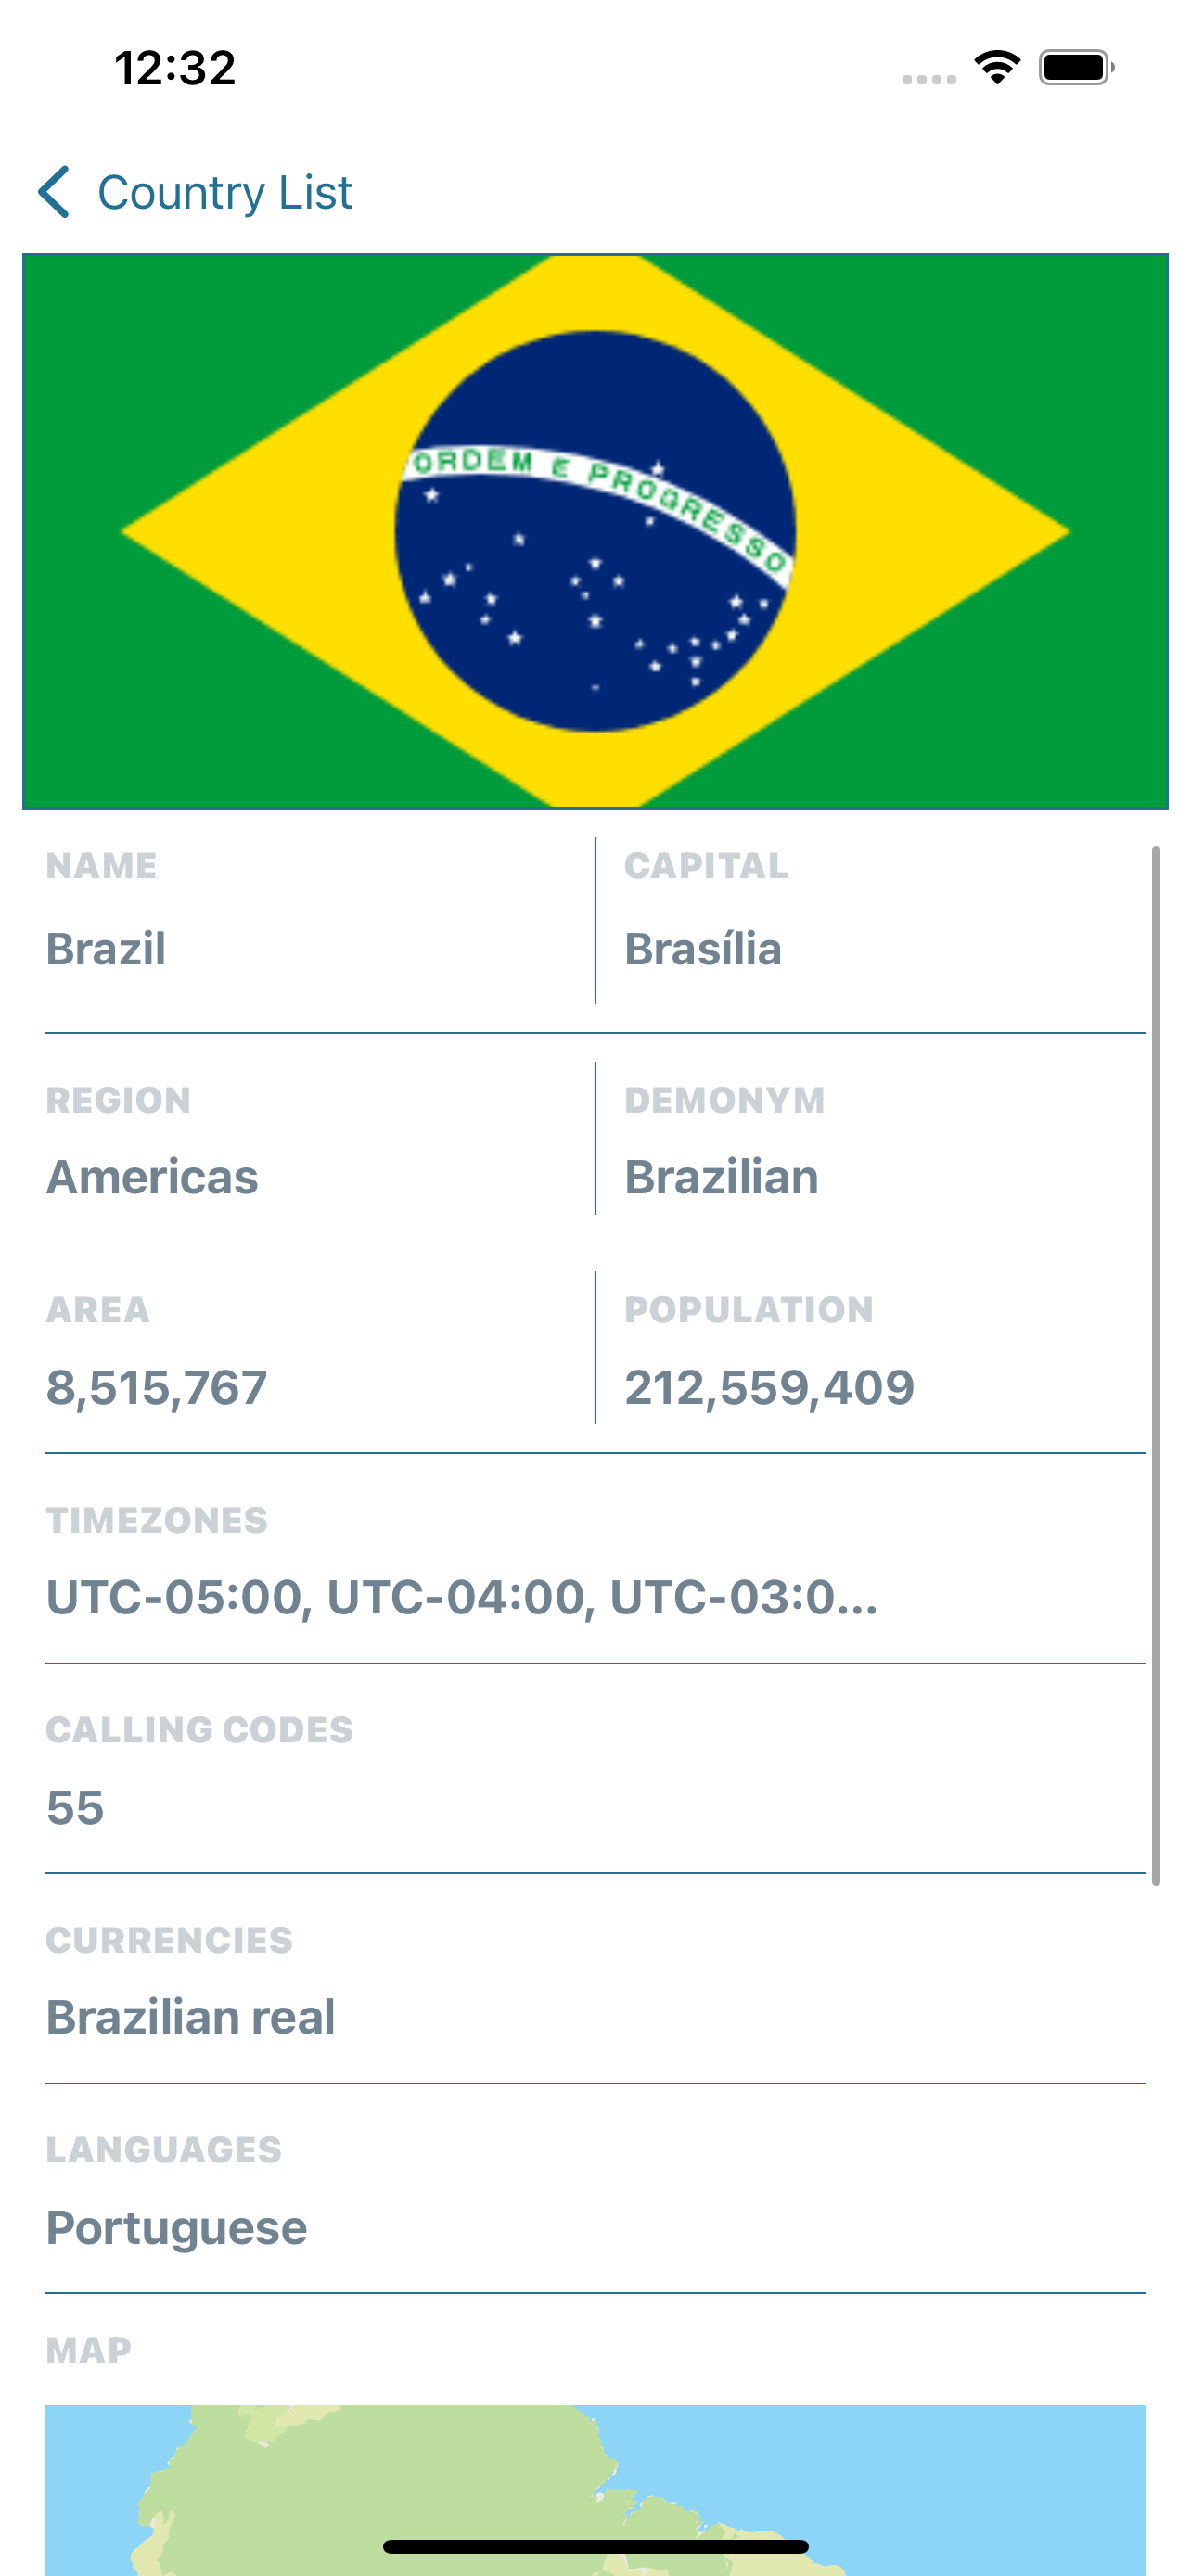 12:32
Country List
ORDEM E PROGRESSO
NAME
CAPITAL
Brazil
Brasília
REGION
DEMONYM
Americas
Brazilian
AREA
POPULATION
8,515,767
212,559,409
TIMEZONES
UTC-05:00, UTC-04:00, UTC-03:0...
CALLING CODES
55
CURRENCIES
Brazilian real
LANGUAGES
Portuguese
MAP